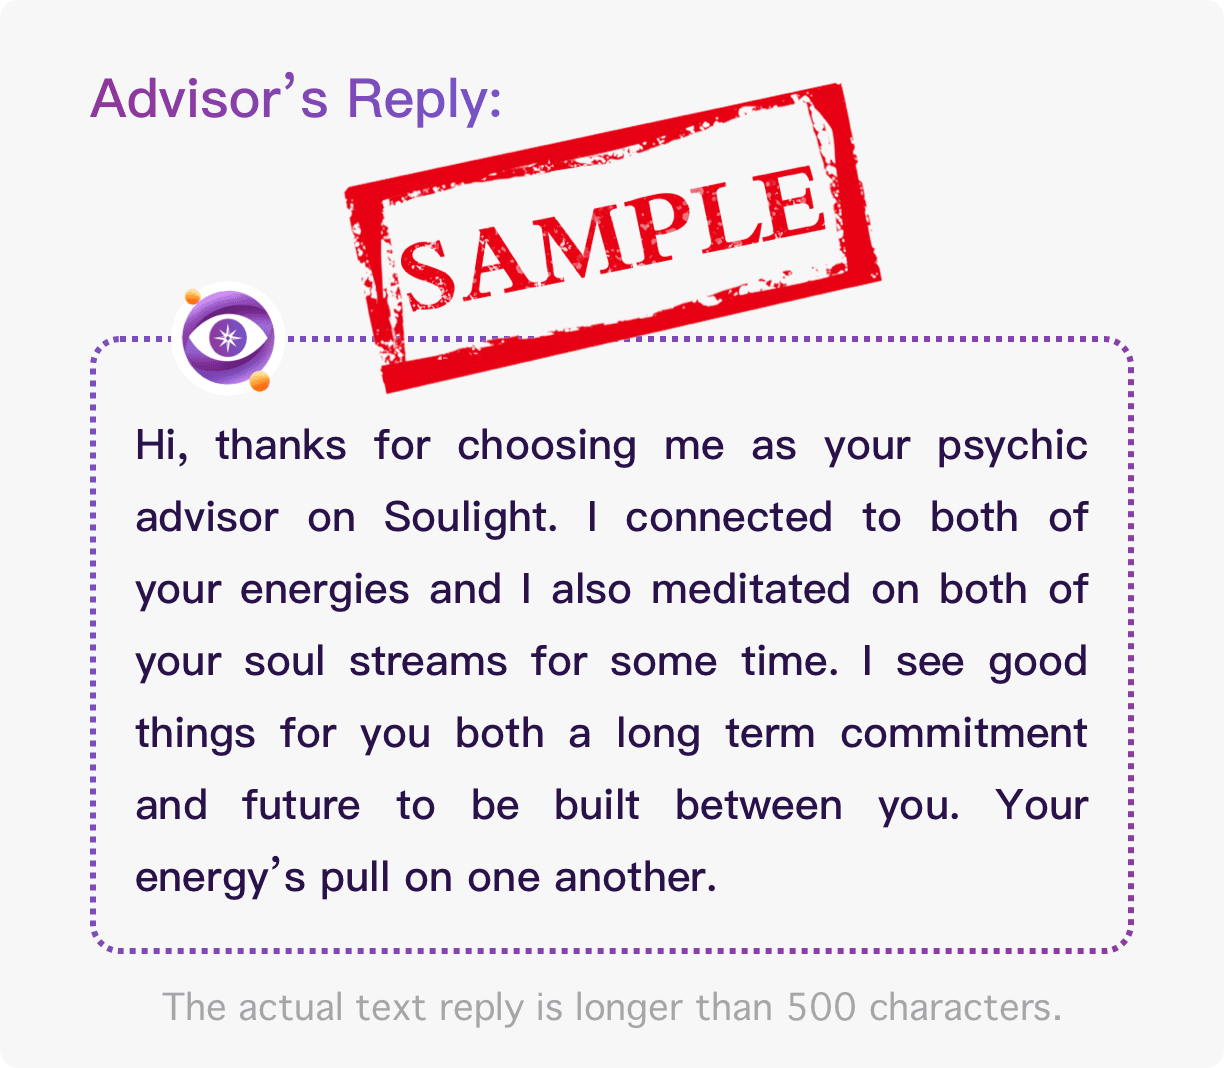 Advisor’s Reply:
SAMPLE
Hi, thanks for choosing me as your psychic
advisor on Soulight. I connected to both of
your energies and I also meditated on both of
your soul streams for some time. I see good
things for you both a long term commitment
and future to be built between you. Your
energy’s pull on one another.
The actual text reply is longer than 500 characters.